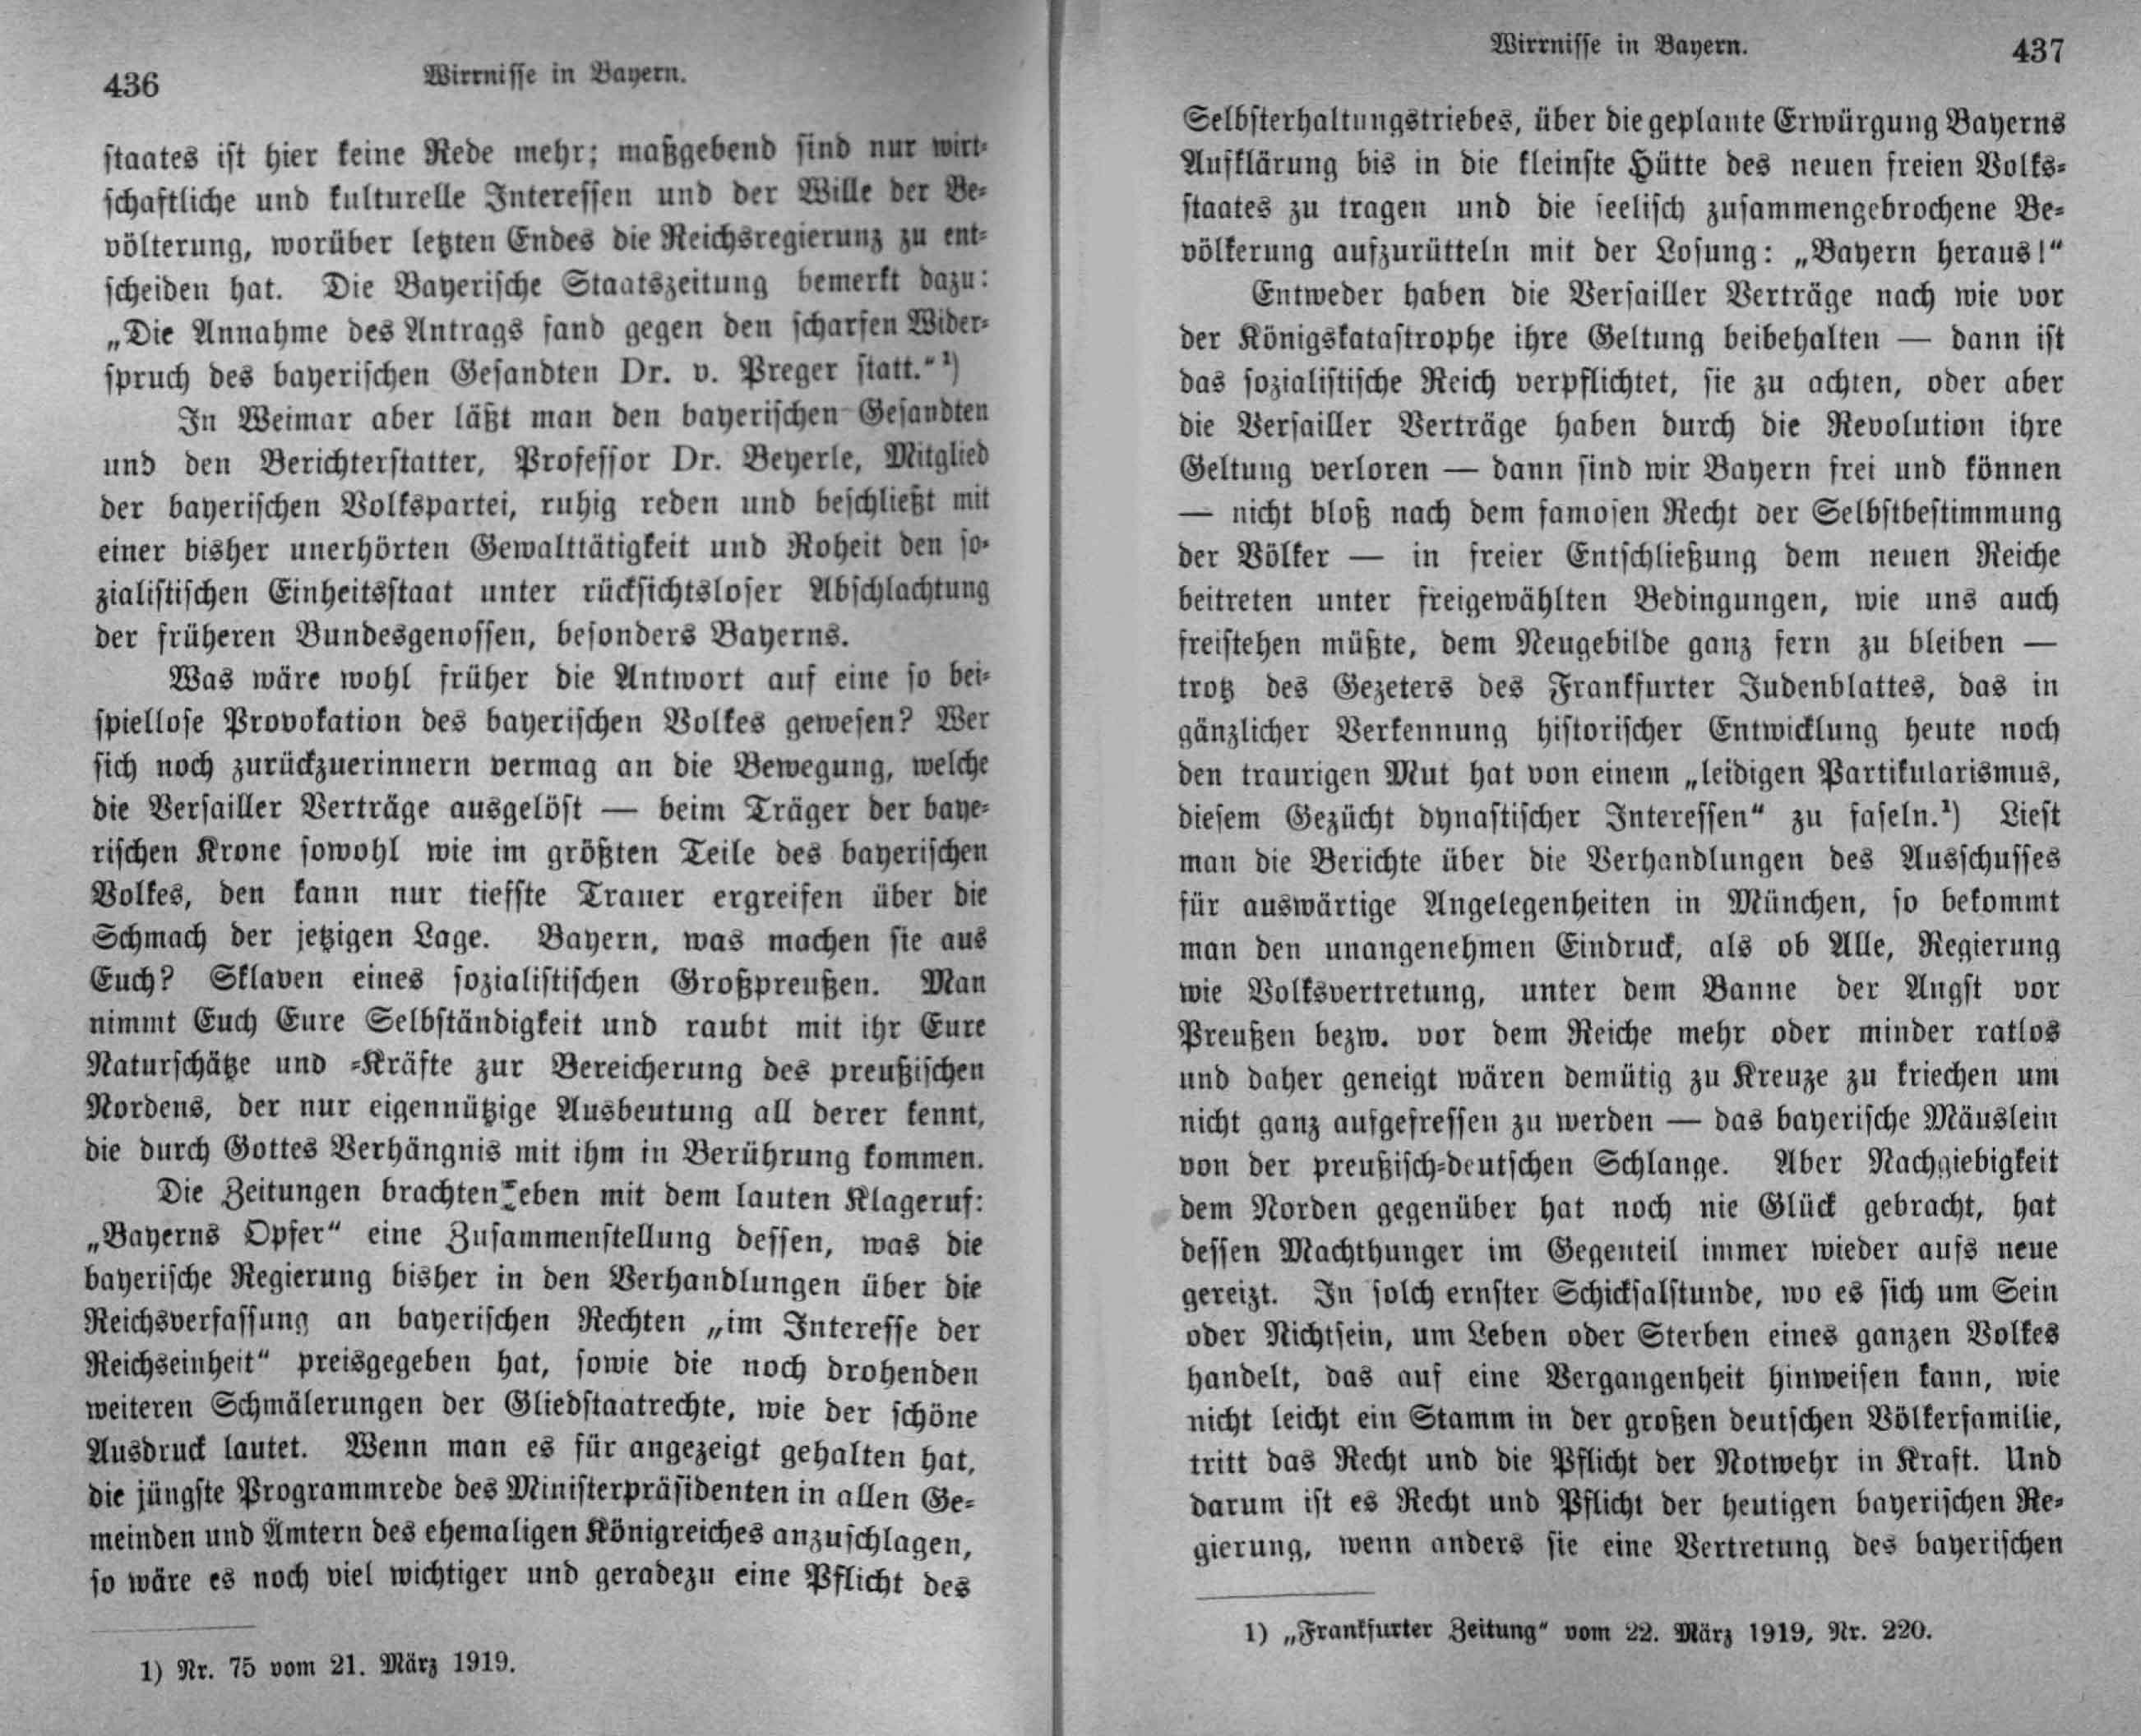 436 Wirrnisse in Bayern.
staates ist hier keine Rede mehr; maßgebend sind nur wirt-
schaftliche und kulturelle Interessen und der Wille der Be-
völkerung, worüber letzten Endes die Reichsregierung zu ent-
scheiden hat. Die Bayerische Staatszeitung bemerkt dazu:
„Die Annahme des Antrags fand gegen den scharfen Wider-
spruch des bayerischen Gesandten Dr. v. Preger statt."¹)
In Weimar aber läßt man den bayerischen Gesandten
und den Berichterstatter, Professor Dr. Beyerle, Mitglied
der bayerischen Volkspartei, ruhig reden und beschließt mit
einer bisher unerhörten Gewalttätigkeit und Roheit den so-
zialistischen Einheitsstaat unter rücksichtsloser Abschlachtung
der früheren Bundesgenossen, besonders Bayerns.
Was wäre wohl früher die Antwort auf eine so bei-
spiellose Provokation des bayerischen Volkes gewesen? Wer
sich noch zurückzuerinnern vermag an die Bewegung, welche
die Versailler Verträge ausgelöst — beim Träger der baye-
rischen Krone sowohl wie im größten Teile des bayerischen
Volkes, den kann nur tiefste Trauer ergreifen über die
Schmach der jetzigen Lage. Bayern, was machen sie aus
Euch? Sklaven eines sozialistischen Großpreußen. Man
nimmt Euch Eure Selbständigkeit und raubt mit ihr Eure
Naturschätze und -Kräfte zur Bereicherung des preußischen
Nordens, der nur eigennützige Ausbeutung all derer kennt,
die durch Gottes Verhängnis mit ihm in Berührung kommen.
Die Zeitungen brachten eben mit dem lauten Klageruf:
„Bayerns Opfer“ eine Zusammenstellung dessen, was die
bayerische Regierung bisher in den Verhandlungen über die
Reichsverfassung an bayerischen Rechten „im Interesse der
Reichseinheit“ preisgegeben hat, sowie die noch drohenden
weiteren Schmälerungen der Gliedstaatrechte, wie der schöne
Ausdruck lautet. Wenn man es für angezeigt gehalten hat,
die jüngste Programmrede des Ministerpräsidenten in allen Ge-
meinden und Ämtern des ehemaligen Königreiches anzuschlagen,
so wäre es noch viel wichtiger und geradezu eine Pflicht des
1) Nr. 75 vom 21. März 1919.
Wirrnisse in Bayern. 437
Selbsterhaltungstriebes, über die geplante Erwürgung Bayerns
Aufklärung bis in die kleinste Hütte des neuen freien Volks-
staates zu tragen und die seelisch zusammengebrochene Be-
völkerung aufzurütteln mit der Losung: „Bayern heraus!“
Entweder haben die Versailler Verträge nach wie vor
der Königskatastrophe ihre Geltung beibehalten — dann ist
das sozialistische Reich verpflichtet, sie zu achten, oder aber
die Versailler Verträge haben durch die Revolution ihre
Geltung verloren — dann sind wir Bayern frei und können
— nicht bloß nach dem famosen Recht der Selbstbestimmung
der Völker — in freier Entschließung dem neuen Reiche
beitreten unter freigewählten Bedingungen, wie uns auch
freistehen müßte, dem Neugebilde ganz fern zu bleiben —
trotz des Gezeters des Frankfurter Judenblattes, das in
gänzlicher Verkennung historischer Entwicklung heute noch
den traurigen Mut hat von einem „leidigen Partikularismus,
diesem Gezücht dynastischer Interessen“ zu faseln.¹) Liest
man die Berichte über die Verhandlungen des Ausschusses
für auswärtige Angelegenheiten in München, so bekommt
man den unangenehmen Eindruck, als ob Alle, Regierung
wie Volksvertretung, unter dem Banne der Angst vor
Preußen bezw. vor dem Reiche mehr oder minder ratlos
und daher geneigt wären demütig zu Kreuze zu kriechen um
nicht ganz aufgefressen zu werden — das bayerische Mäuslein
von der preußisch-deutschen Schlange. Aber Nachgiebigkeit
dem Norden gegenüber hat noch nie Glück gebracht, hat
dessen Machthunger im Gegenteil immer wieder aufs neue
gereizt. In solch ernster Schicksalstunde, wo es sich um Sein
oder Nichtsein, um Leben oder Sterben eines ganzen Volkes
handelt, das auf eine Vergangenheit hinweisen kann, wie
nicht leicht ein Stamm in der großen deutschen Völkerfamilie,
tritt das Recht und die Pflicht der Notwehr in Kraft. Und
darum ist es Recht und Pflicht der heutigen bayerischen Re-
gierung, wenn anders sie eine Vertretung des bayerischen
1) „Frankfurter Zeitung“ vom 22. März 1919, Nr. 220.